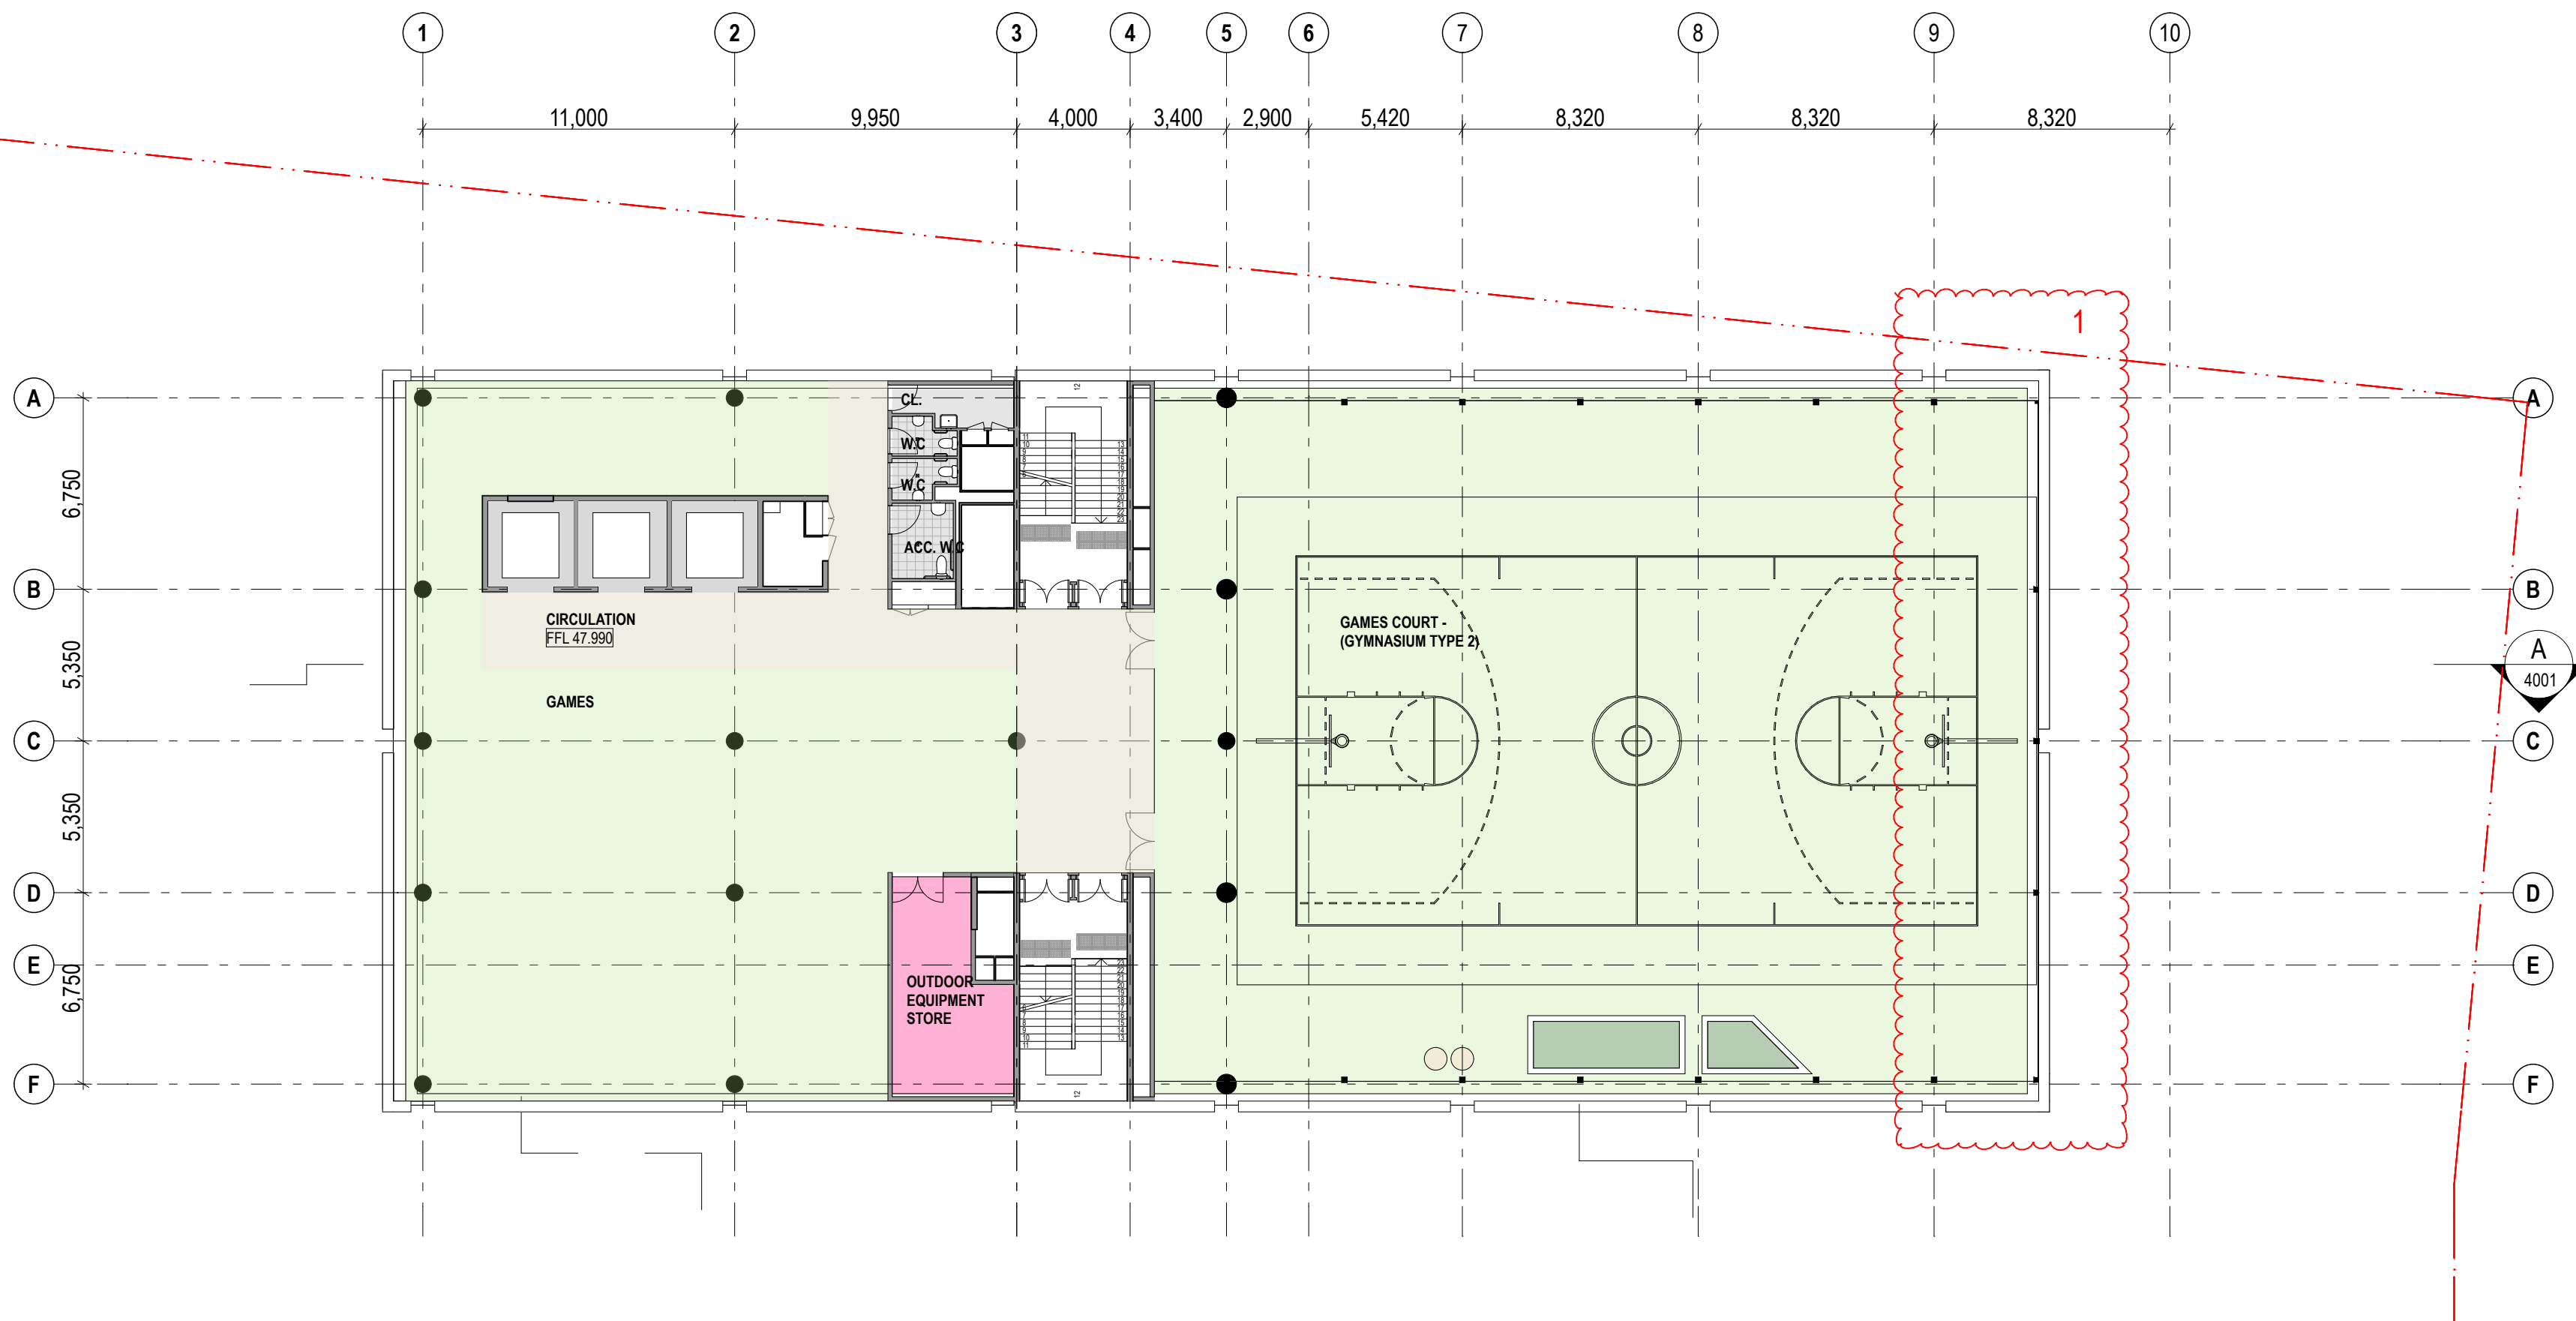 1 2 3 4 5 6 7 8 9 10
11,000 9,950 4,000 3,400 2,900 5,420 8,320 8,320 8,320
1
A A
CL.
12
W.C
W.C
6,750
ACC. W.C
B B
CIRCULATION
FFL 47.990
GAMES COURT -
(GYMNASIUM TYPE 2)
5,350
A
4001
GAMES
C C
5,350
D D
E E
6,750
OUTDOOR
EQUIPMENT
STORE
F F
12